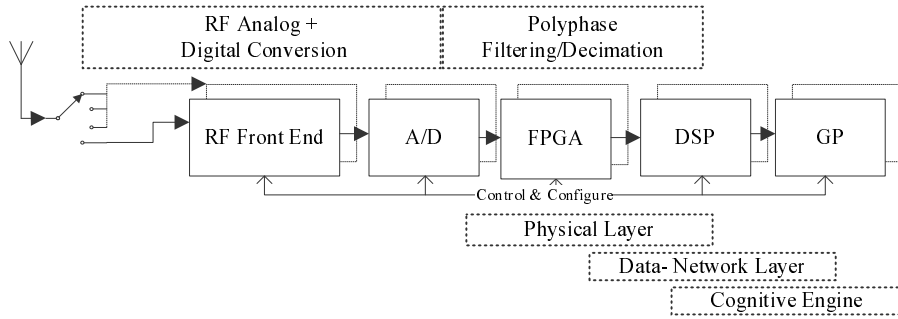 RF Analog +
Digital Conversion
Polyphase
Filtering/Decimation
RF Front End
A/D
FPGA
DSP
GP
Control & Configure
Physical Layer
Data- Network Layer
Cognitive Engine